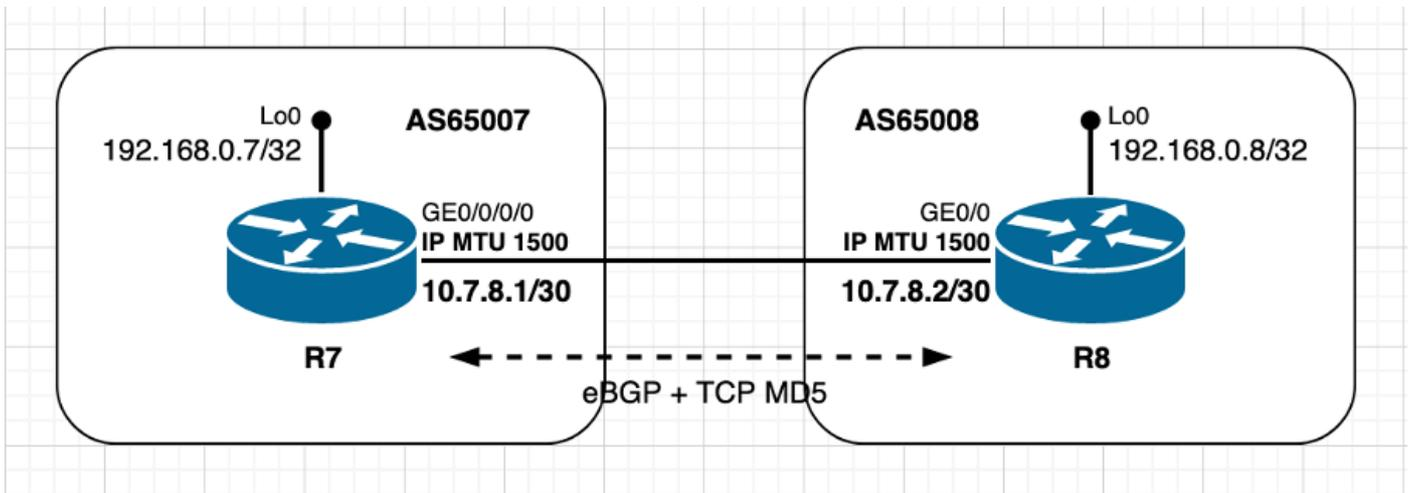 Lo0
192.168.0.7/32
AS65007
GE0/0/0/0
IP MTU 1500
10.7.8.1/30
R7
AS65008
Lo0
192.168.0.8/32
GE0/0
IP MTU 1500
10.7.8.2/30
R8
eBGP + TCP MD5